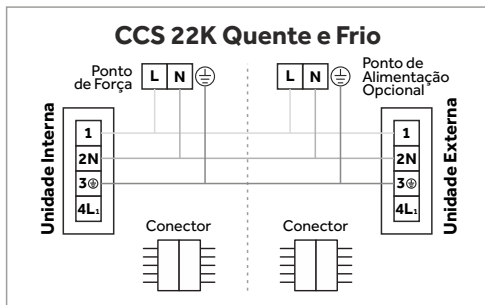 CCS 22K Quente e Frio
Ponto
de Força
L N
L N
Ponto de
Alimentação
Opcional
Unidade Interna
1
2N
3⏚
4L₁
1
2N
3⏚
4L₁
Unidade Externa
Conector
Conector